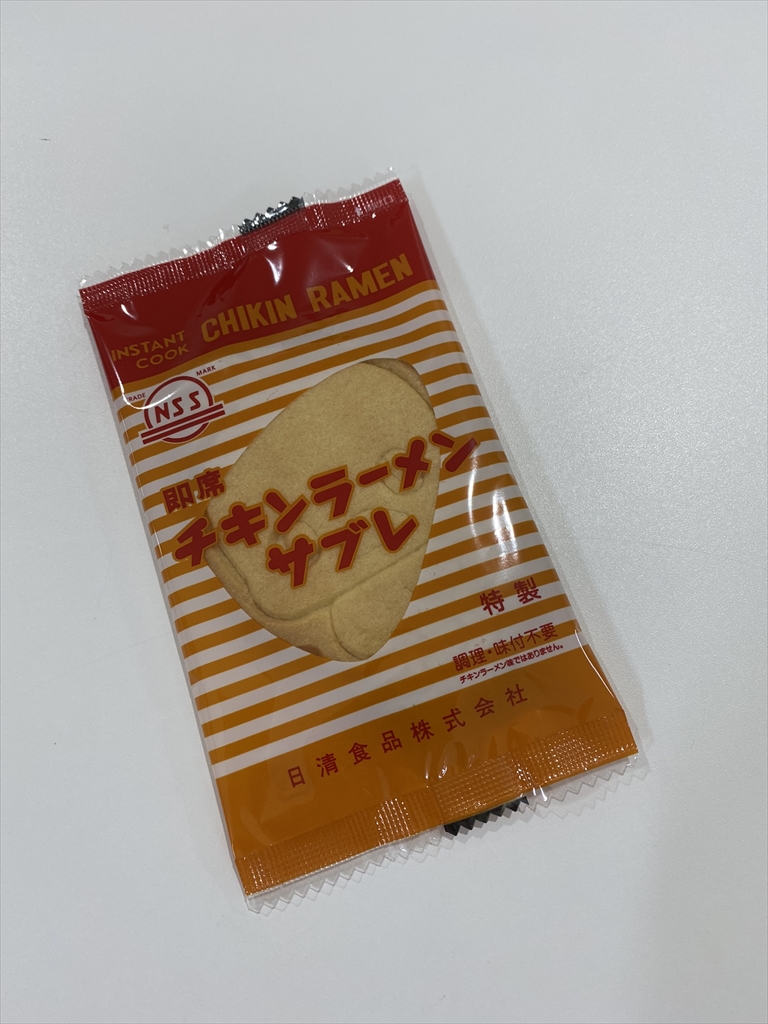 INSTANT COOK CHIKIN RAMEN
TRADE MARK
NSS
即席
チキンラーメン
サブレ
特製
調理・味付不要
チキンラーメン味ではありません。
日清食品株式会社